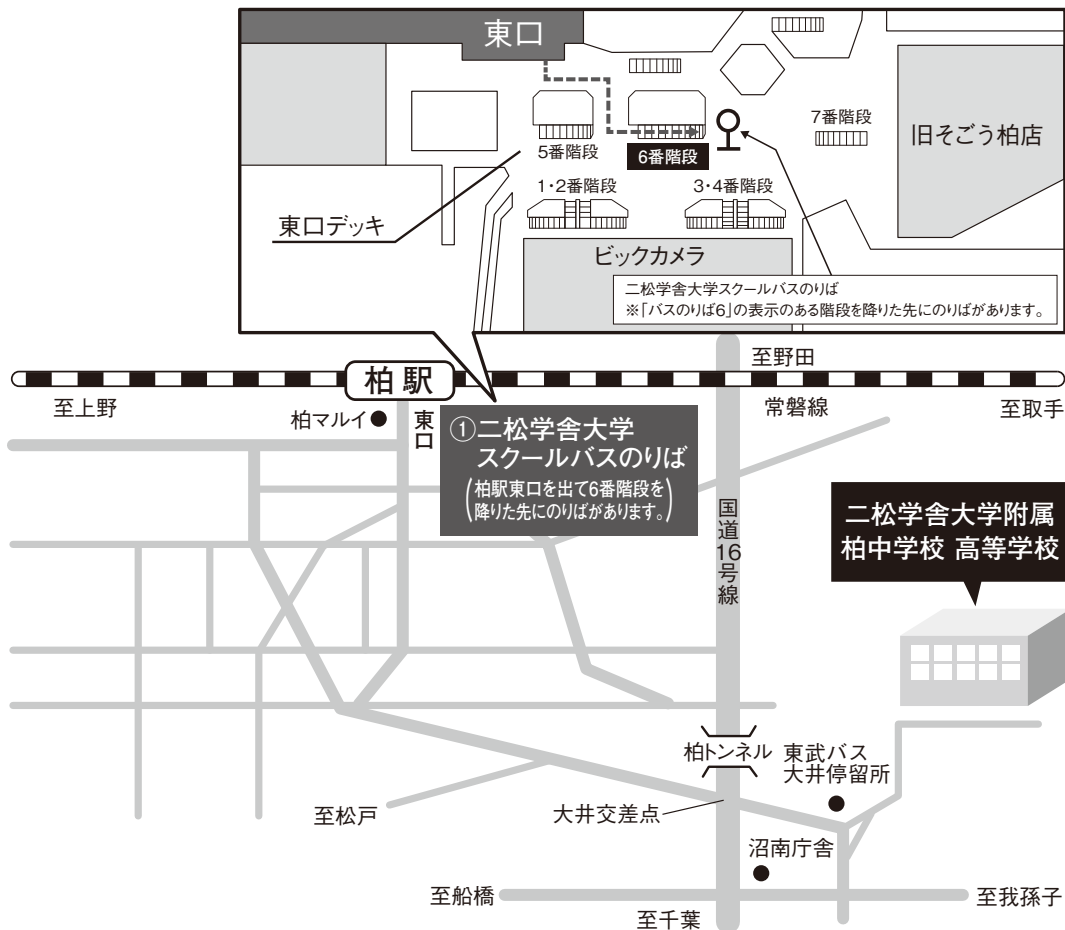 東口
7番階段
旧そごう柏店
5番階段
6番階段
1・2番階段
3・4番階段
東口デッキ
ビックカメラ
二松学舎大学スクールバスのりば
※「バスのりば6」の表示のある階段を降りた先にのりばがあります。
至野田
柏駅
至上野
常磐線
至取手
柏マルイ
東口
①二松学舎大学
スクールバスのりば
(柏駅東口を出て6番階段を
降りた先にのりばがあります。)
国道16号線
二松学舎大学附属
柏中学校 高等学校
柏トンネル
東武バス
大井停留所
至松戸
大井交差点
沼南庁舎
至船橋
至我孫子
至千葉